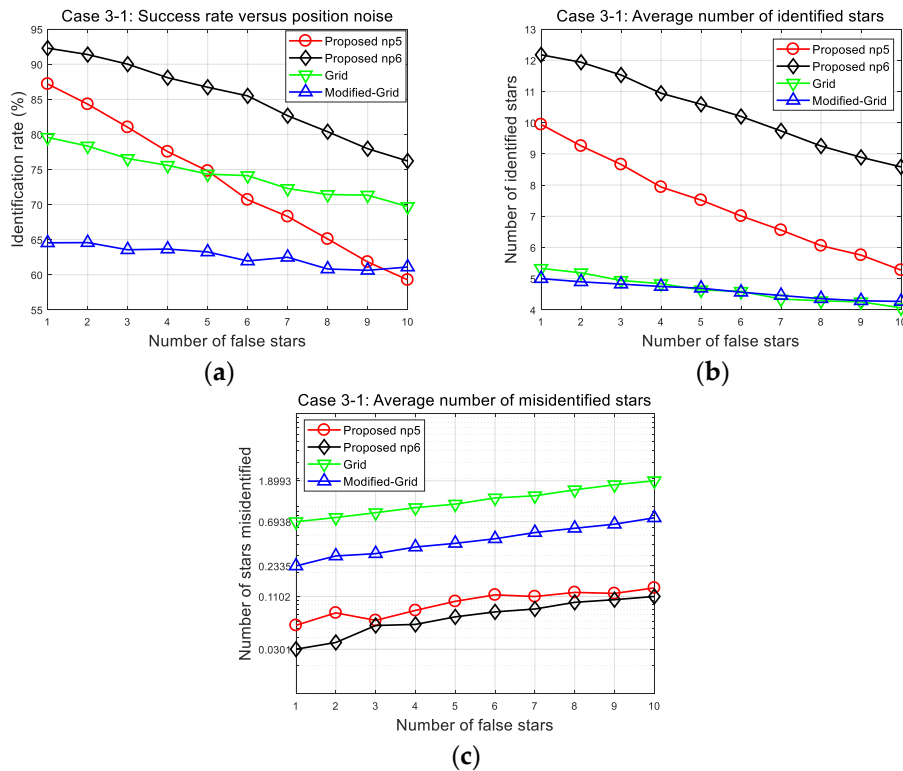 Case 3-1: Success rate versus position noise
Identification rate (%)
95
90
85
80
75
70
65
60
55
Proposed np5
Proposed np6
Grid
Modified-Grid
1 2 3 4 5 6 7 8 9 10
Number of false stars
(a)
Case 3-1: Average number of identified stars
Number of identified stars
13
12
11
10
9
8
7
6
5
4
Proposed np5
Proposed np6
Grid
Modified-Grid
1 2 3 4 5 6 7 8 9 10
Number of false stars
(b)
Case 3-1: Average number of misidentified stars
Number of stars misidentified
1.8993
0.6938
0.2335
0.1102
0.0301
Proposed np5
Proposed np6
Grid
Modified-Grid
1 2 3 4 5 6 7 8 9 10
Number of false stars
(c)